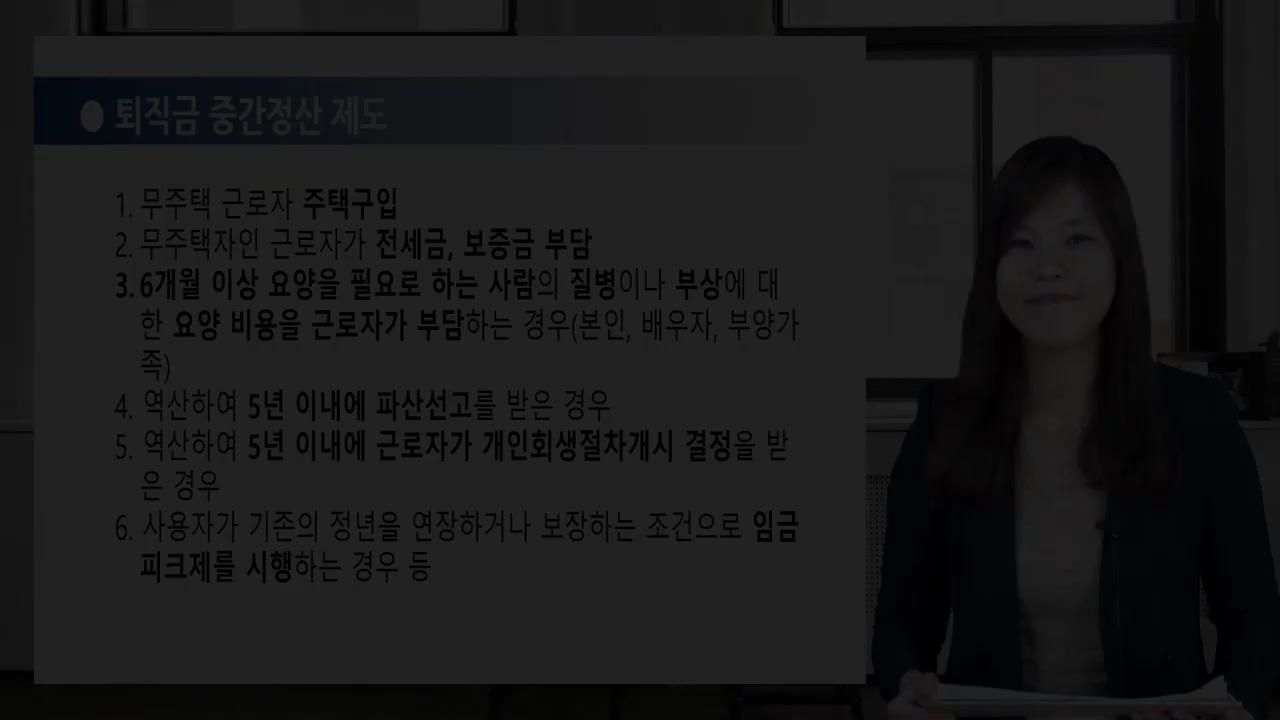 퇴직금 중간정산 제도
1. 무주택 근로자 주택구입
2. 무주택자인 근로자가 전세금, 보증금 부담
3. 6개월 이상 요양을 필요로 하는 사람의 질병이나 부상에 대
한 요양 비용을 근로자가 부담하는 경우(본인, 배우자, 부양가
족)
4. 역산하여 5년 이내에 파산선고를 받은 경우
5. 역산하여 5년 이내에 근로자가 개인회생절차개시 결정을 받
은 경우
6. 사용자가 기존의 정년을 연장하거나 보장하는 조건으로 임금
피크제를 시행하는 경우 등